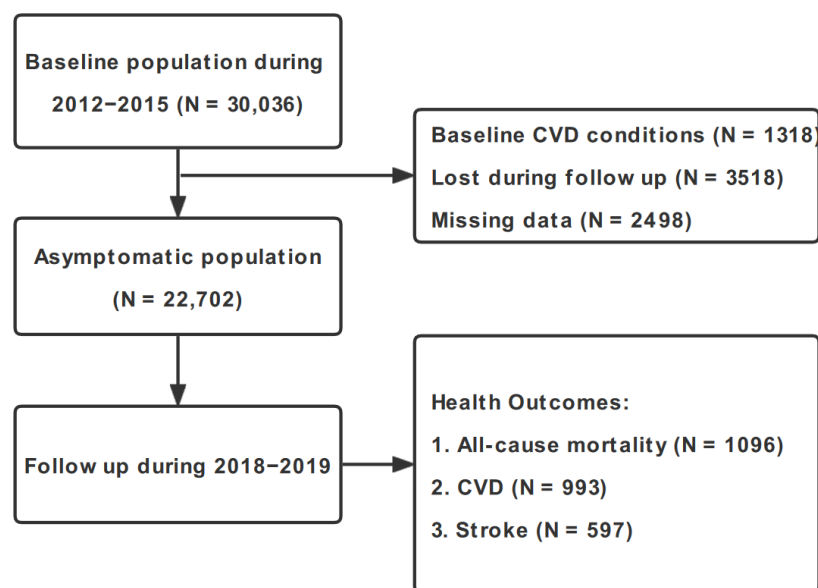 Baseline population during
2012−2015 (N = 30,036)
Baseline CVD conditions (N = 1318)
Lost during follow up (N = 3518)
Missing data (N = 2498)
Asymptomatic population
(N = 22,702)
Follow up during 2018−2019
Health Outcomes:
1. All-cause mortality (N = 1096)
2. CVD (N = 993)
3. Stroke (N = 597)